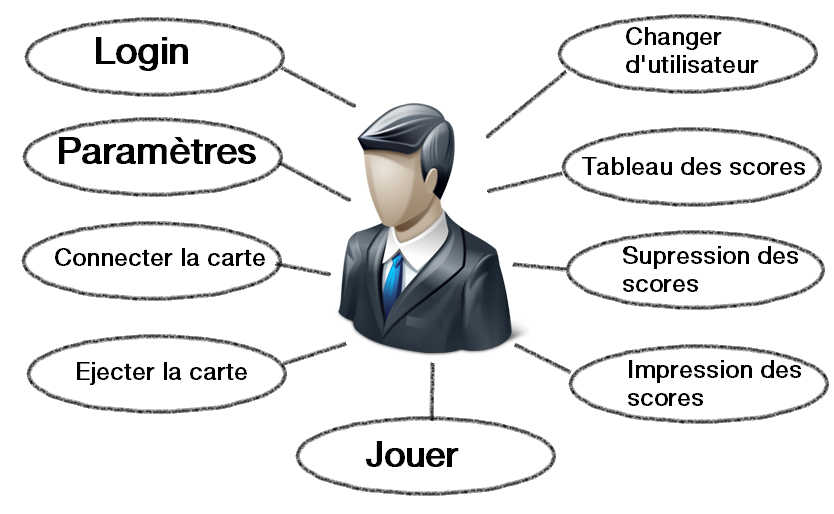 Login
Paramètres
Connecter la carte
Ejecter la carte
Jouer
Changer
d'utilisateur
Tableau des scores
Supression des
scores
Impression des
scores